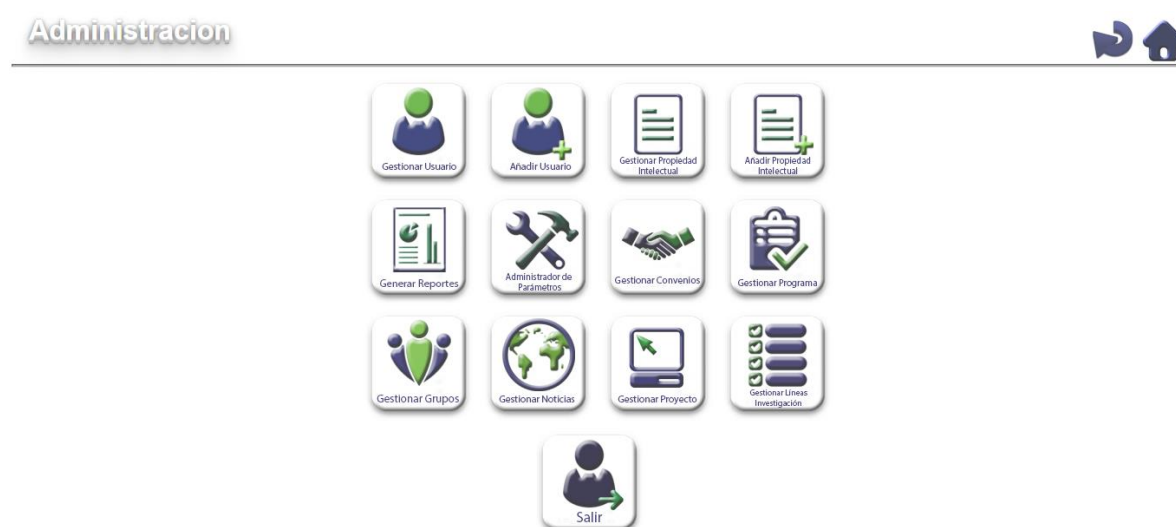 Administracion
Gestionar Usuario
Añadir Usuario
Gestionar Propiedad
Intelectual
Añadir Propiedad
Intelectual
Generar Reportes
Administrador de
Parámetros
Gestionar Convenios
Gestionar Programa
Gestionar Grupos
Gestionar Noticias
Gestionar Proyecto
Gestionar Lineas
Investigación
Salir